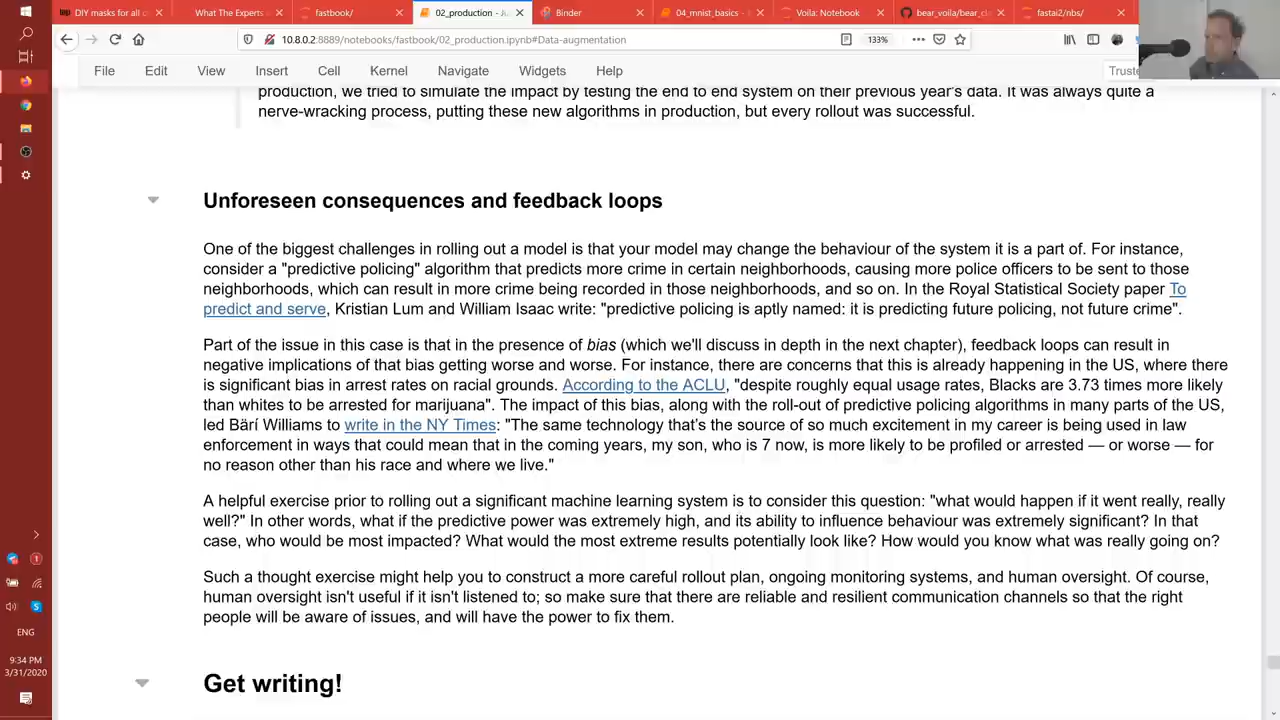 DIY masks for all c
What The Experts
fastbook/
02_production - Ju
Binder
04_mnist_basics - 
Voila: Notebook
bear_voila/bear_cl
fastai2/nbs/
10.8.0.2:8889/notebooks/fastbook/02_production.ipynb#Data-augmentation
133%
File Edit View Insert Cell Kernel Navigate Widgets Help
Truste
production, we tried to simulate the impact by testing the end to end system on their previous year's data. It was always quite a
nerve-wracking process, putting these new algorithms in production, but every rollout was successful.
Unforeseen consequences and feedback loops
One of the biggest challenges in rolling out a model is that your model may change the behaviour of the system it is a part of. For instance,
consider a "predictive policing" algorithm that predicts more crime in certain neighborhoods, causing more police officers to be sent to those
neighborhoods, which can result in more crime being recorded in those neighborhoods, and so on. In the Royal Statistical Society paper To
predict and serve, Kristian Lum and William Isaac write: "predictive policing is aptly named: it is predicting future policing, not future crime".
Part of the issue in this case is that in the presence of bias (which we'll discuss in depth in the next chapter), feedback loops can result in
negative implications of that bias getting worse and worse. For instance, there are concerns that this is already happening in the US, where there
is significant bias in arrest rates on racial grounds. According to the ACLU, "despite roughly equal usage rates, Blacks are 3.73 times more likely
than whites to be arrested for marijuana". The impact of this bias, along with the roll-out of predictive policing algorithms in many parts of the US,
led Bärí Williams to write in the NY Times: "The same technology that's the source of so much excitement in my career is being used in law
enforcement in ways that could mean that in the coming years, my son, who is 7 now, is more likely to be profiled or arrested — or worse — for
no reason other than his race and where we live."
A helpful exercise prior to rolling out a significant machine learning system is to consider this question: "what would happen if it went really, really
well?" In other words, what if the predictive power was extremely high, and its ability to influence behaviour was extremely significant? In that
case, who would be most impacted? What would the most extreme results potentially look like? How would you know what was really going on?
Such a thought exercise might help you to construct a more careful rollout plan, ongoing monitoring systems, and human oversight. Of course,
human oversight isn't useful if it isn't listened to; so make sure that there are reliable and resilient communication channels so that the right
people will be aware of issues, and will have the power to fix them.
Get writing!
ENG
9:34 PM
3/31/2020